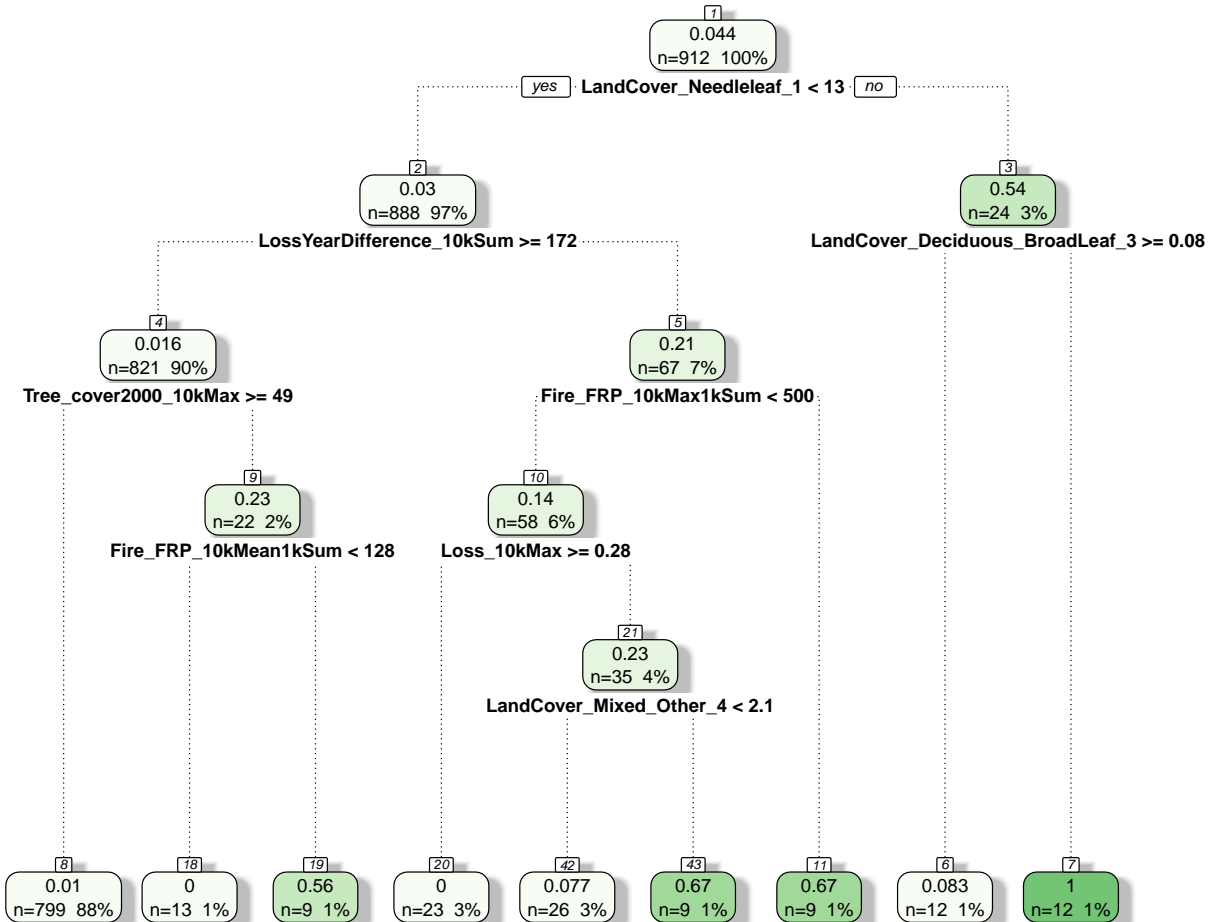 1
0.044
n=912 100%
yes LandCover_Needleleaf_1 < 13 no
2
0.03
n=888 97%
LossYearDifference_10kSum >= 172
3
0.54
n=24 3%
LandCover_Deciduous_BroadLeaf_3 >= 0.08
4
0.016
n=821 90%
Tree_cover2000_10kMax >= 49
5
0.21
n=67 7%
Fire_FRP_10kMax1kSum < 500
9
0.23
n=22 2%
Fire_FRP_10kMean1kSum < 128
10
0.14
n=58 6%
Loss_10kMax >= 0.28
21
0.23
n=35 4%
LandCover_Mixed_Other_4 < 2.1
8
0.01
n=799 88%
18
0
n=13 1%
19
0.56
n=9 1%
20
0
n=23 3%
42
0.077
n=26 3%
43
0.67
n=9 1%
11
0.67
n=9 1%
6
0.083
n=12 1%
7
1
n=12 1%